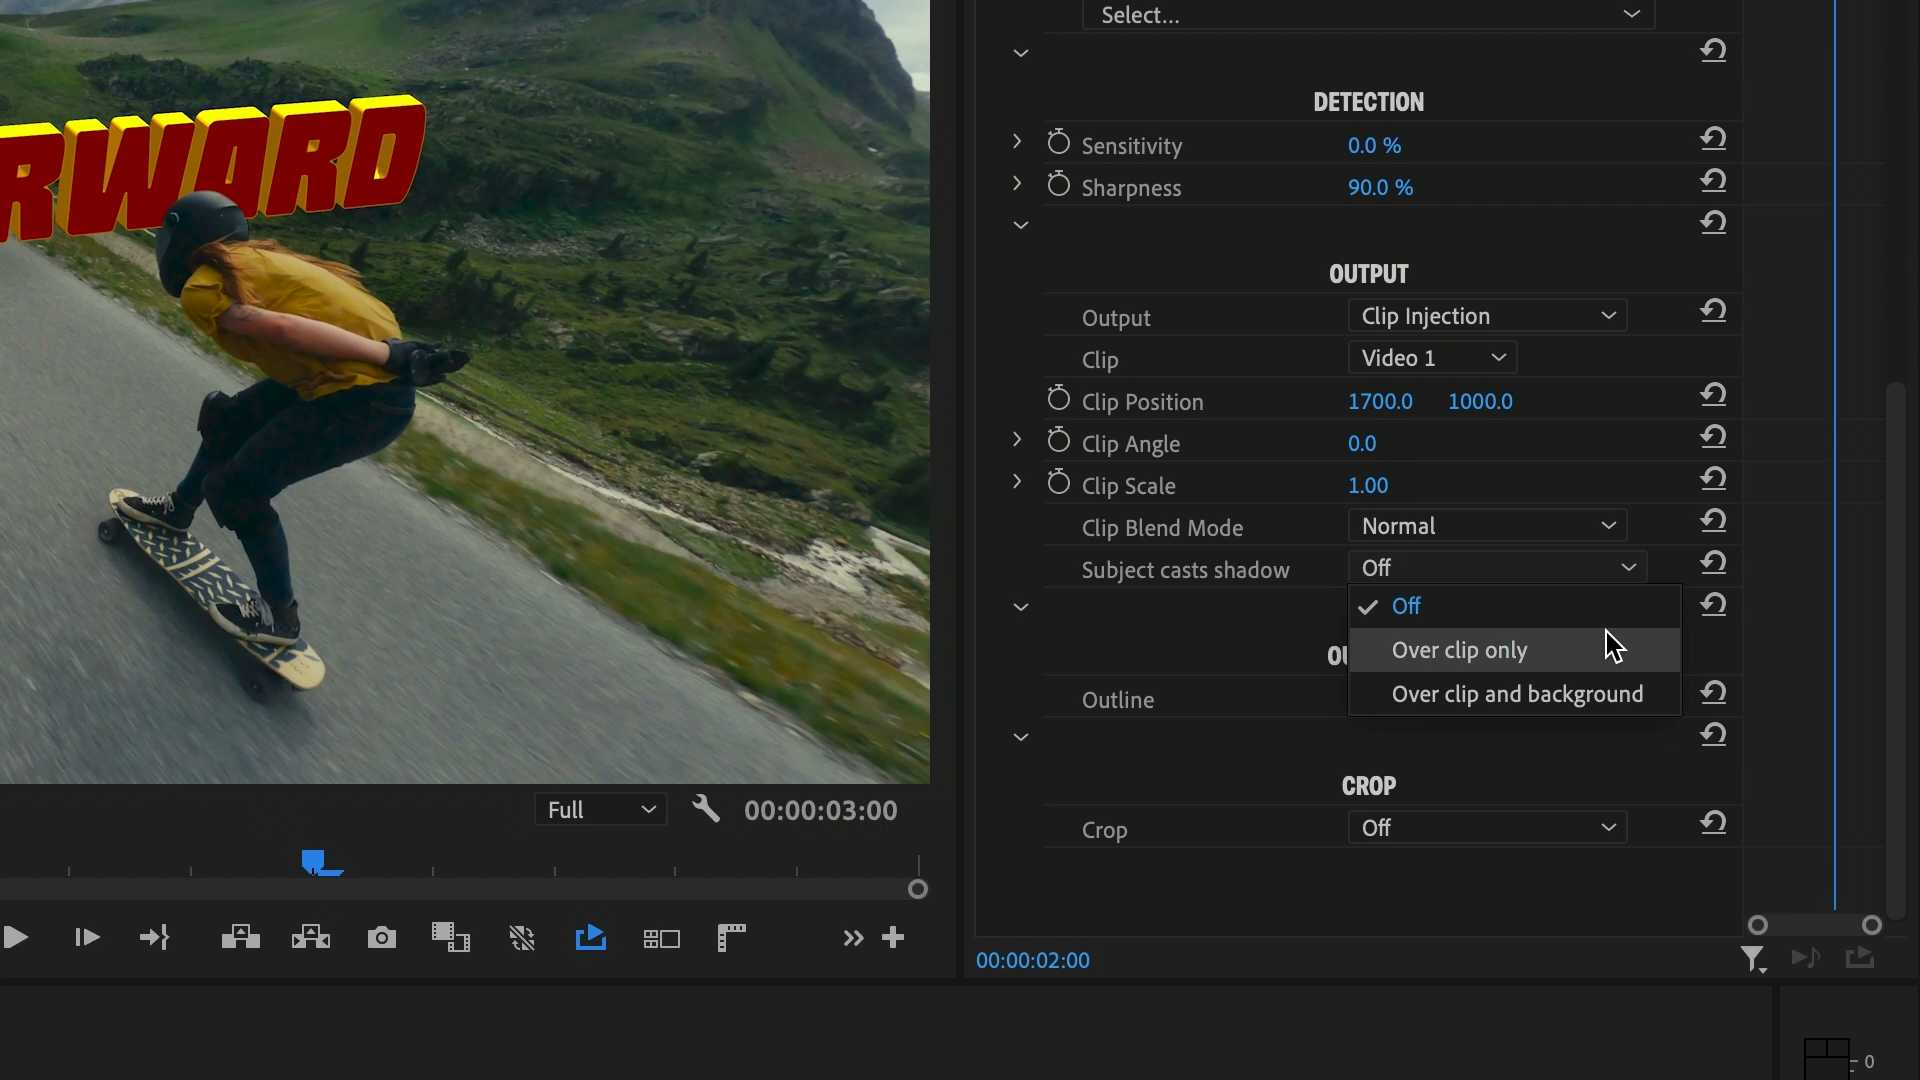 Select...
RWARD
DETECTION
Sensitivity 0.0 %
Sharpness 90.0 %
OUTPUT
Output Clip Injection
Clip Video 1
Clip Position 1700.0 1000.0
Clip Angle 0.0
Clip Scale 1.00
Clip Blend Mode Normal
Subject casts shadow Off
Off
Over clip only
Over clip and background
Outline
CROP
Crop Off
Full 00:00:03:00
00:00:02:00
0